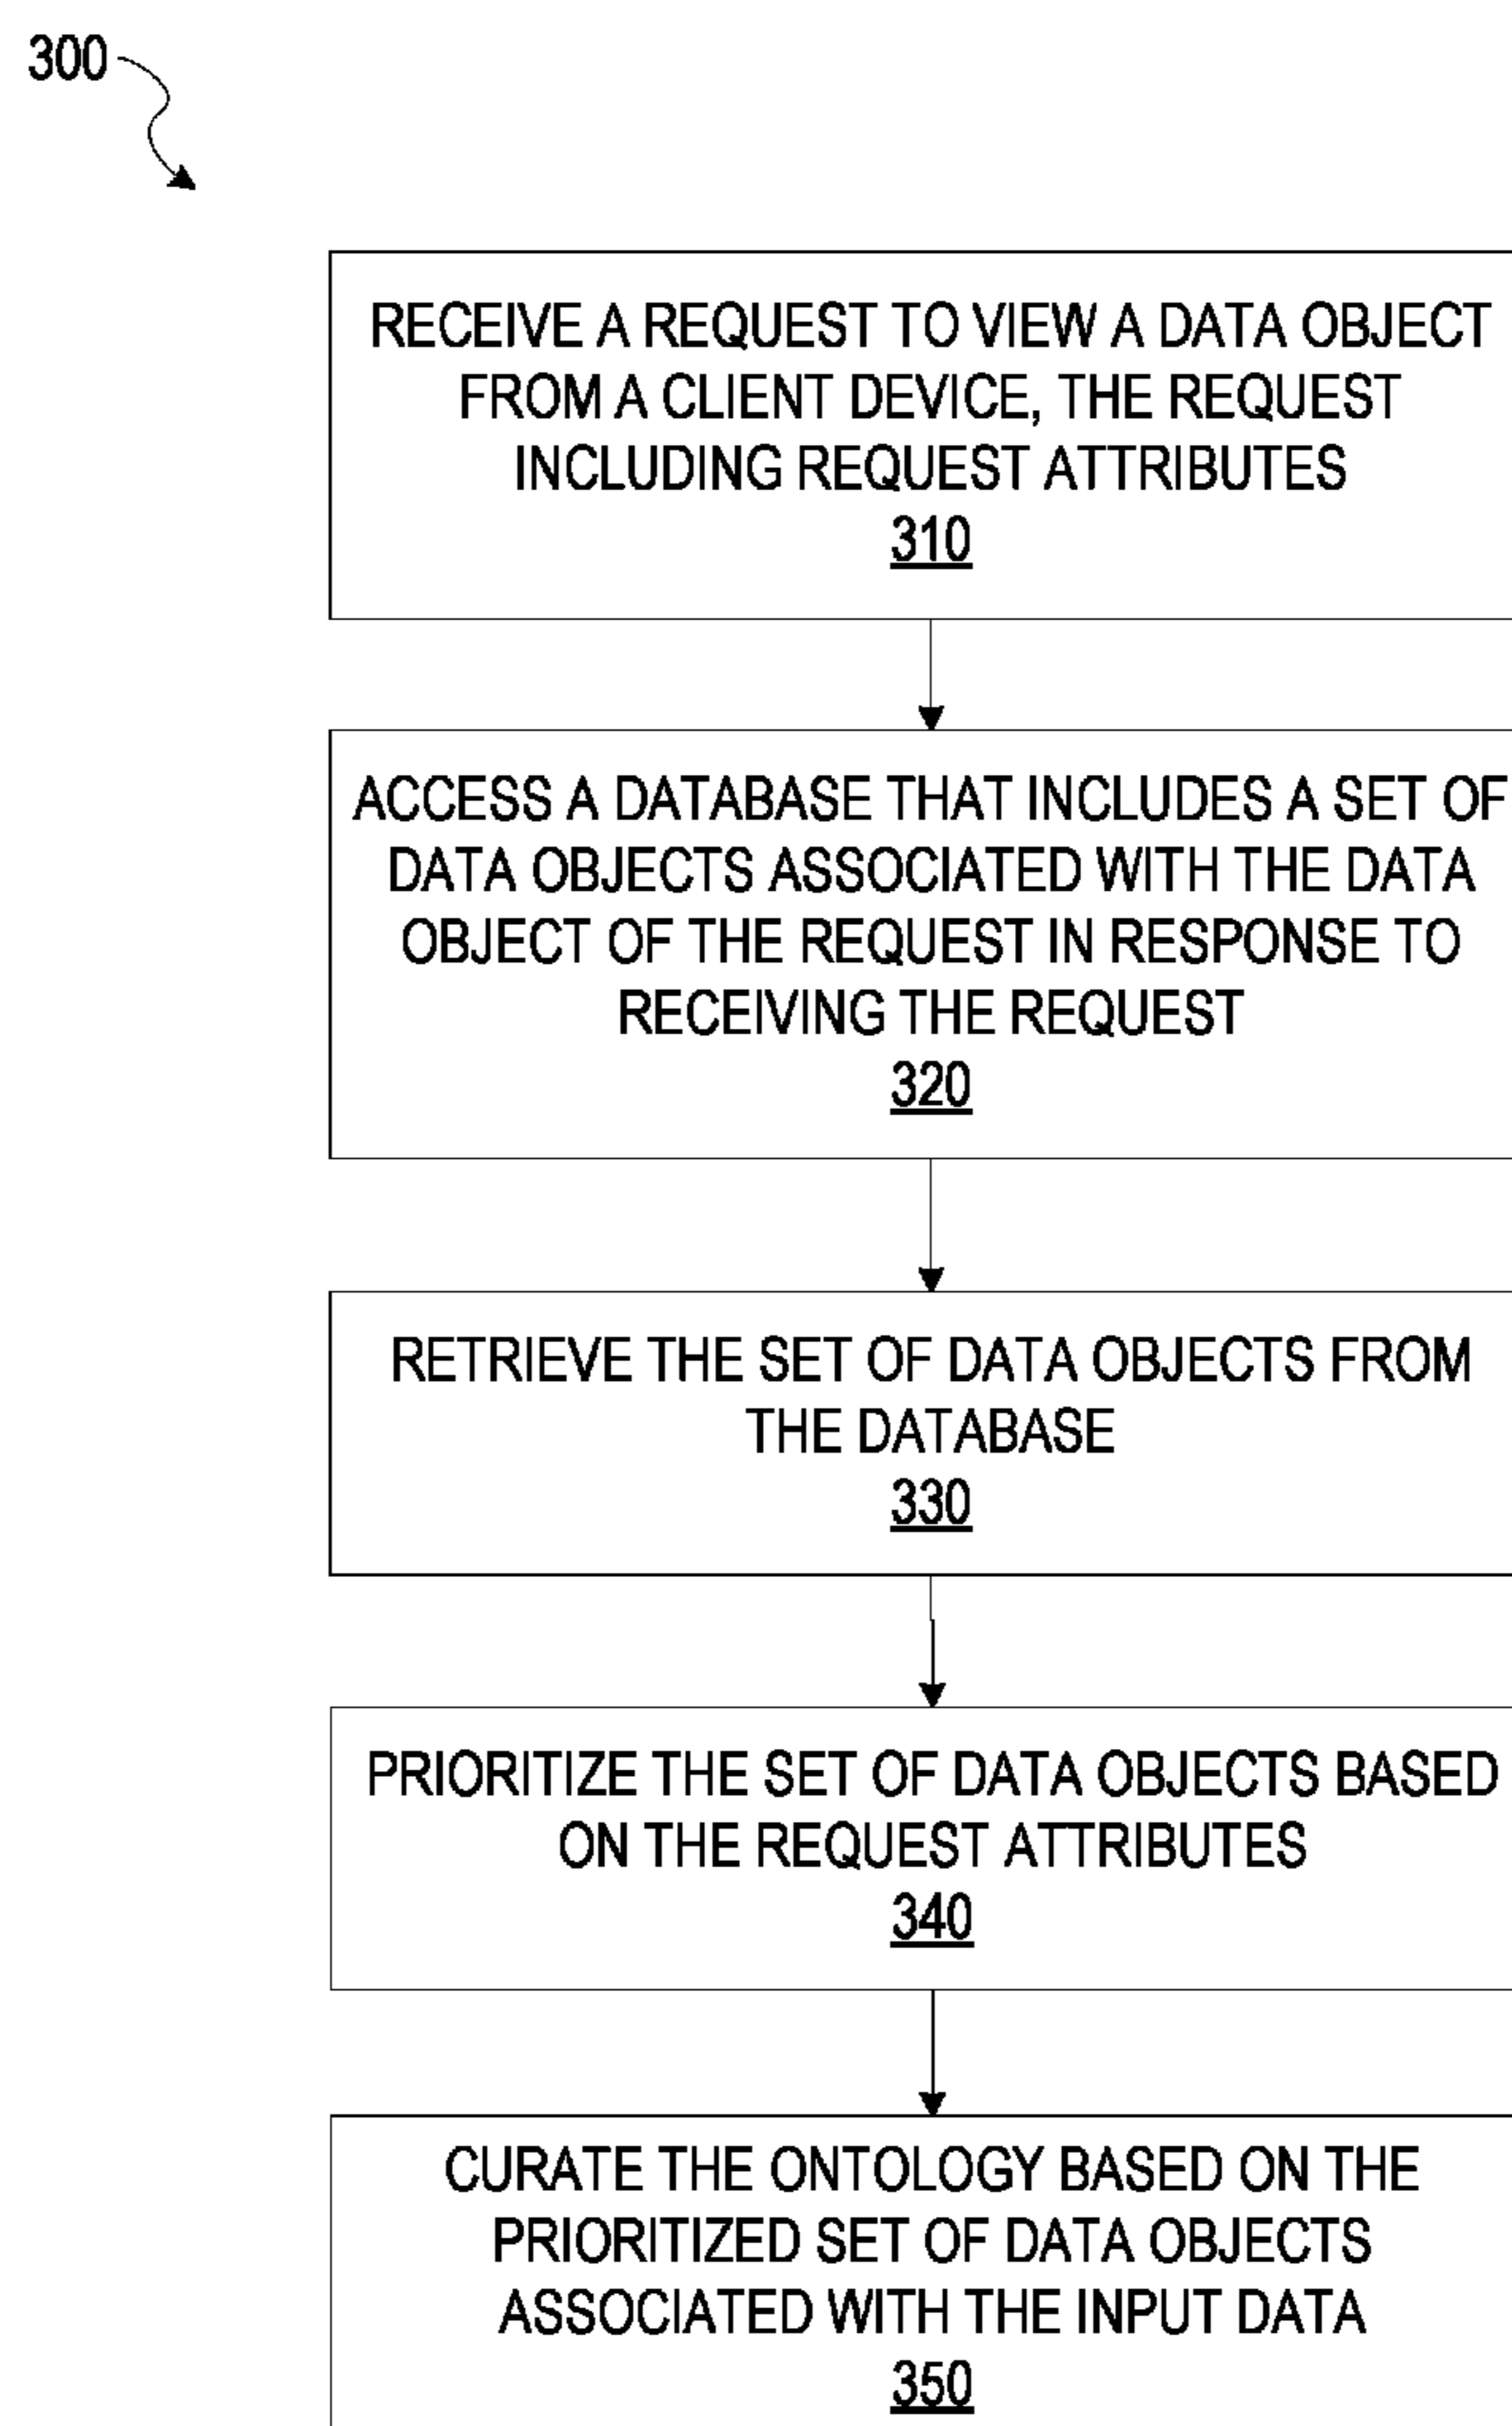 300
RECEIVE A REQUEST TO VIEW A DATA OBJECT
FROM A CLIENT DEVICE, THE REQUEST
INCLUDING REQUEST ATTRIBUTES
310
ACCESS A DATABASE THAT INCLUDES A SET OF
DATA OBJECTS ASSOCIATED WITH THE DATA
OBJECT OF THE REQUEST IN RESPONSE TO
RECEIVING THE REQUEST
320
RETRIEVE THE SET OF DATA OBJECTS FROM
THE DATABASE
330
PRIORITIZE THE SET OF DATA OBJECTS BASED
ON THE REQUEST ATTRIBUTES
340
CURATE THE ONTOLOGY BASED ON THE
PRIORITIZED SET OF DATA OBJECTS
ASSOCIATED WITH THE INPUT DATA
350